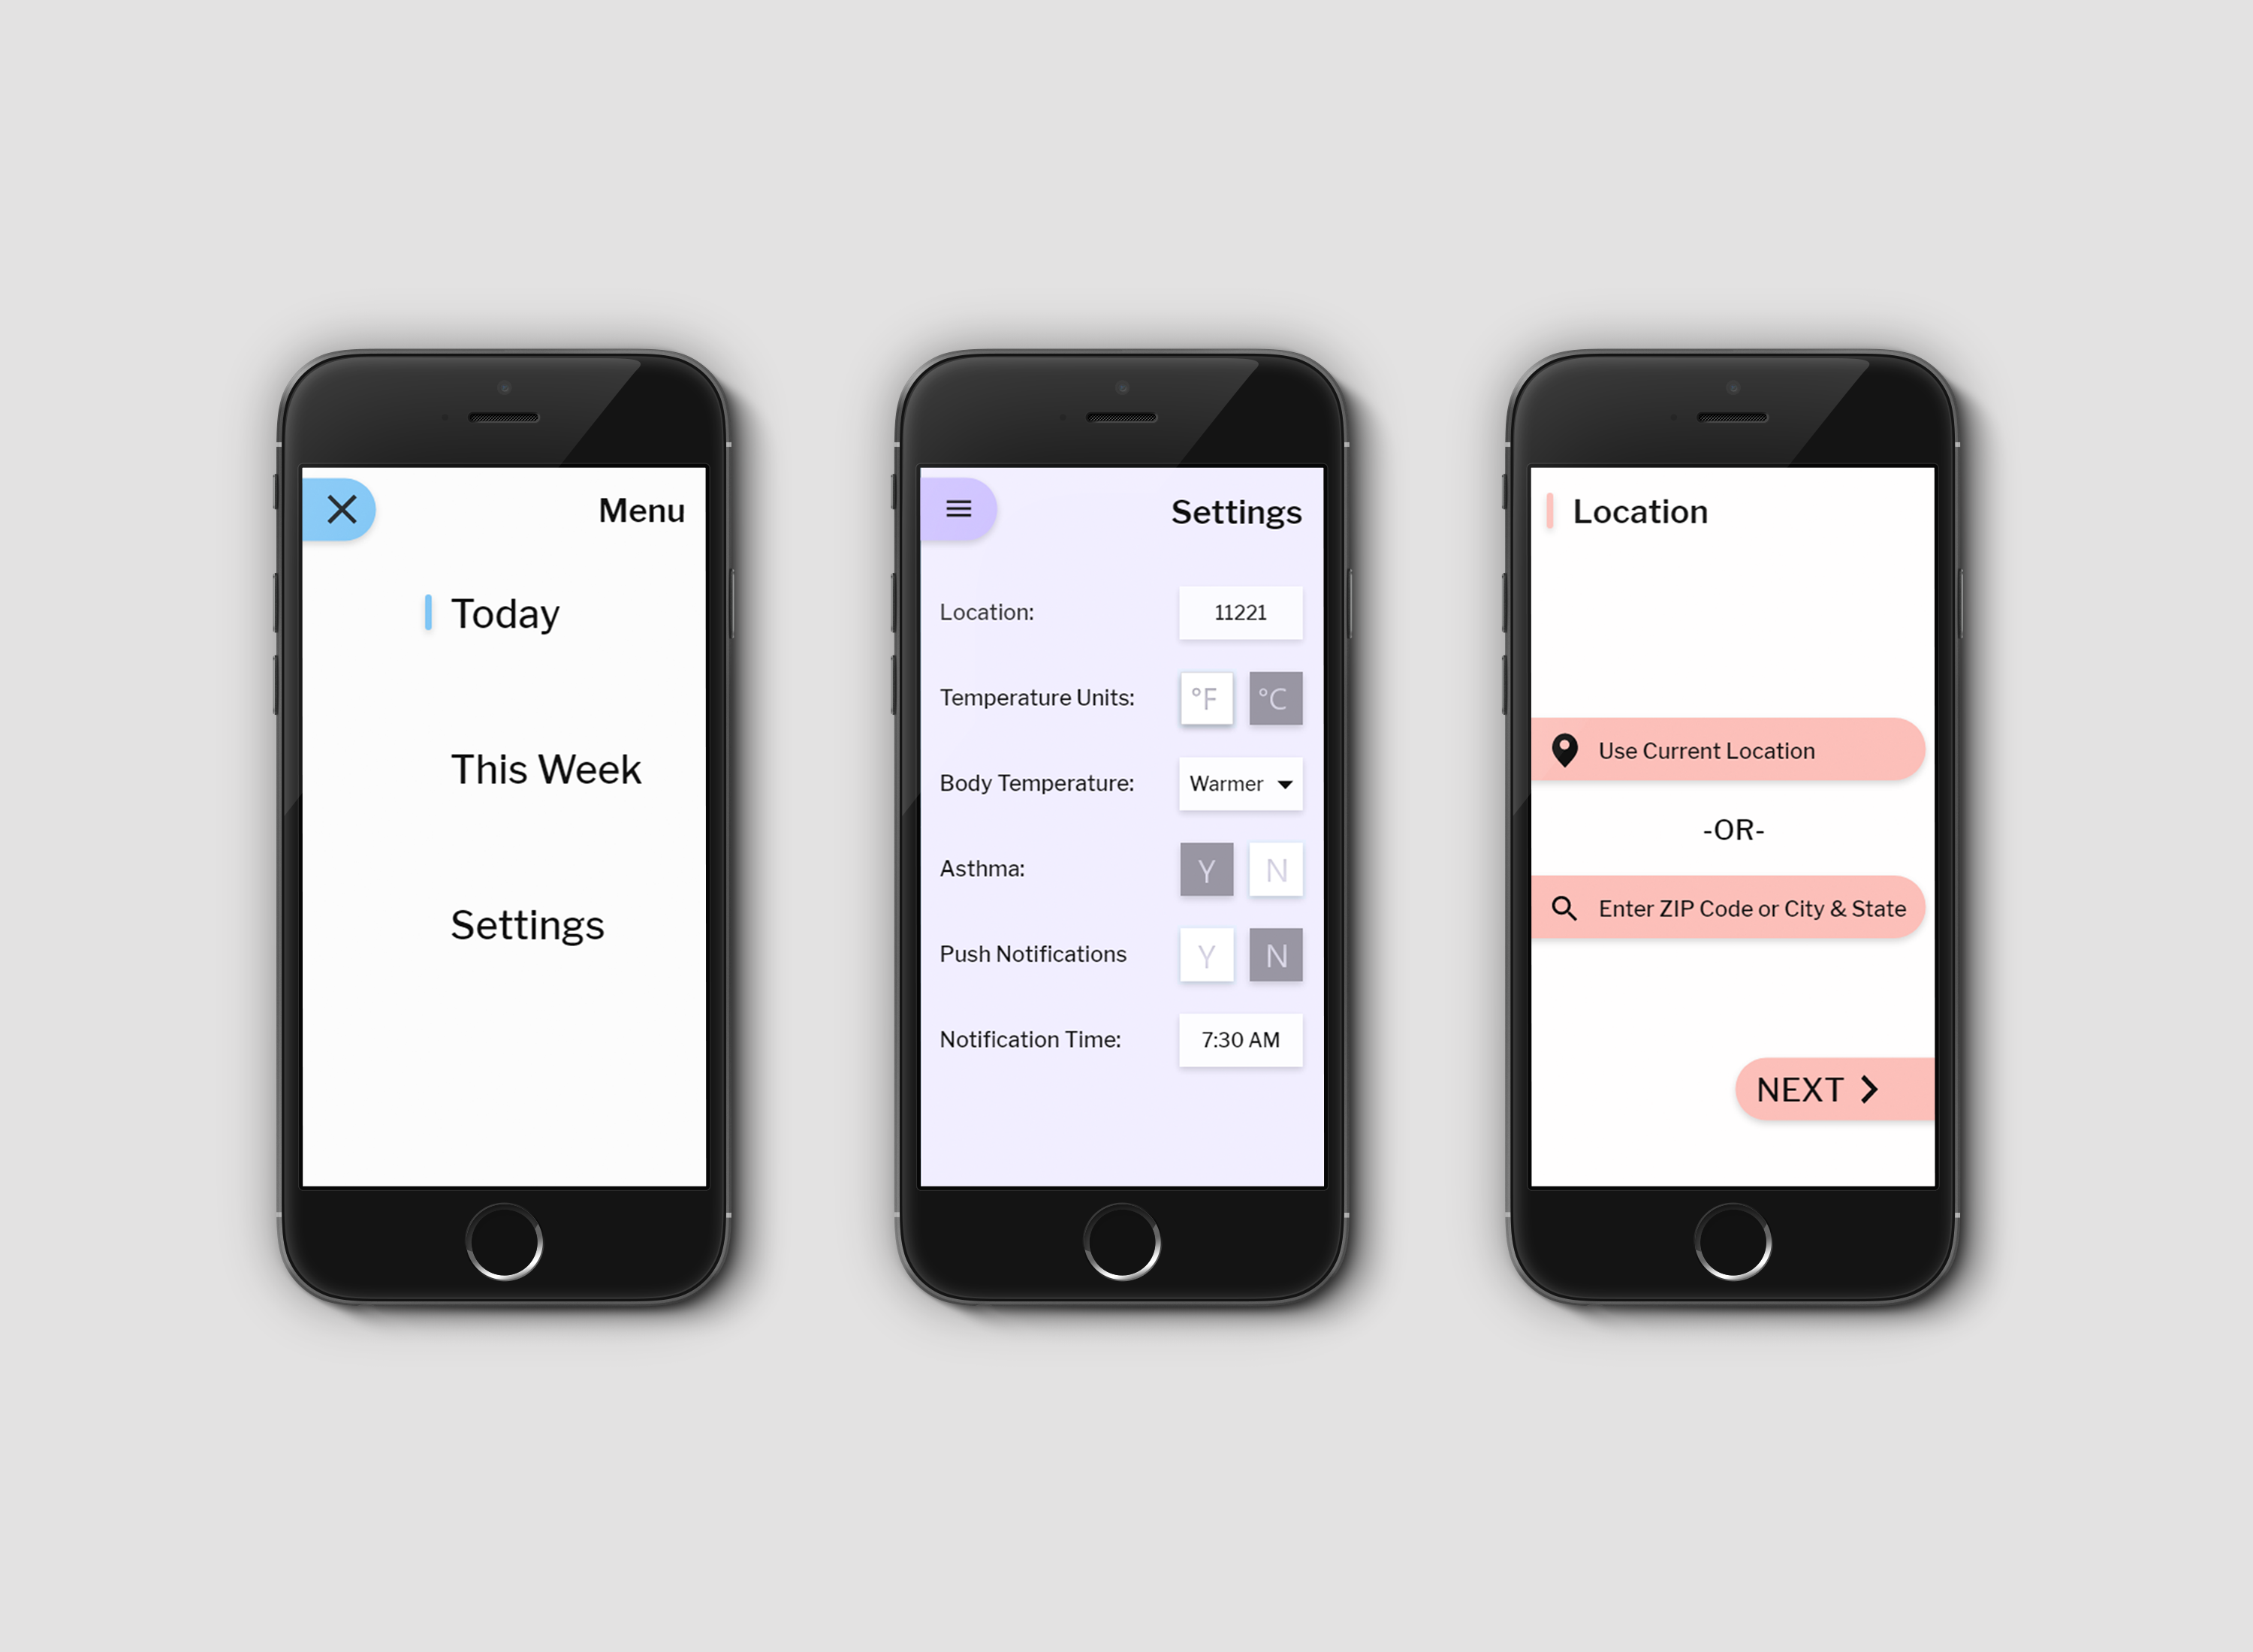 Menu
Today
This Week
Settings
Settings
Location: 11221
Temperature Units: °F °C
Body Temperature: Warmer
Asthma: Y N
Push Notifications Y N
Notification Time: 7:30 AM
Location
Use Current Location
-OR-
Enter ZIP Code or City & State
NEXT